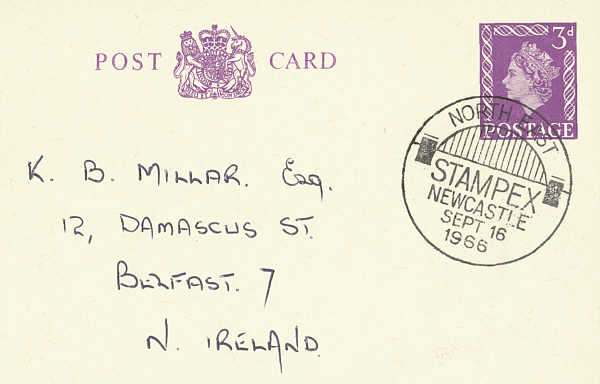 POST CARD
3d
POSTAGE
NORTH EAST
STAMPEX
NEWCASTLE
SEPT 16
1966
K. B. MILLAR. Esq.
12, DAMASCUS ST.
BELFAST. 7
N. IRELAND.